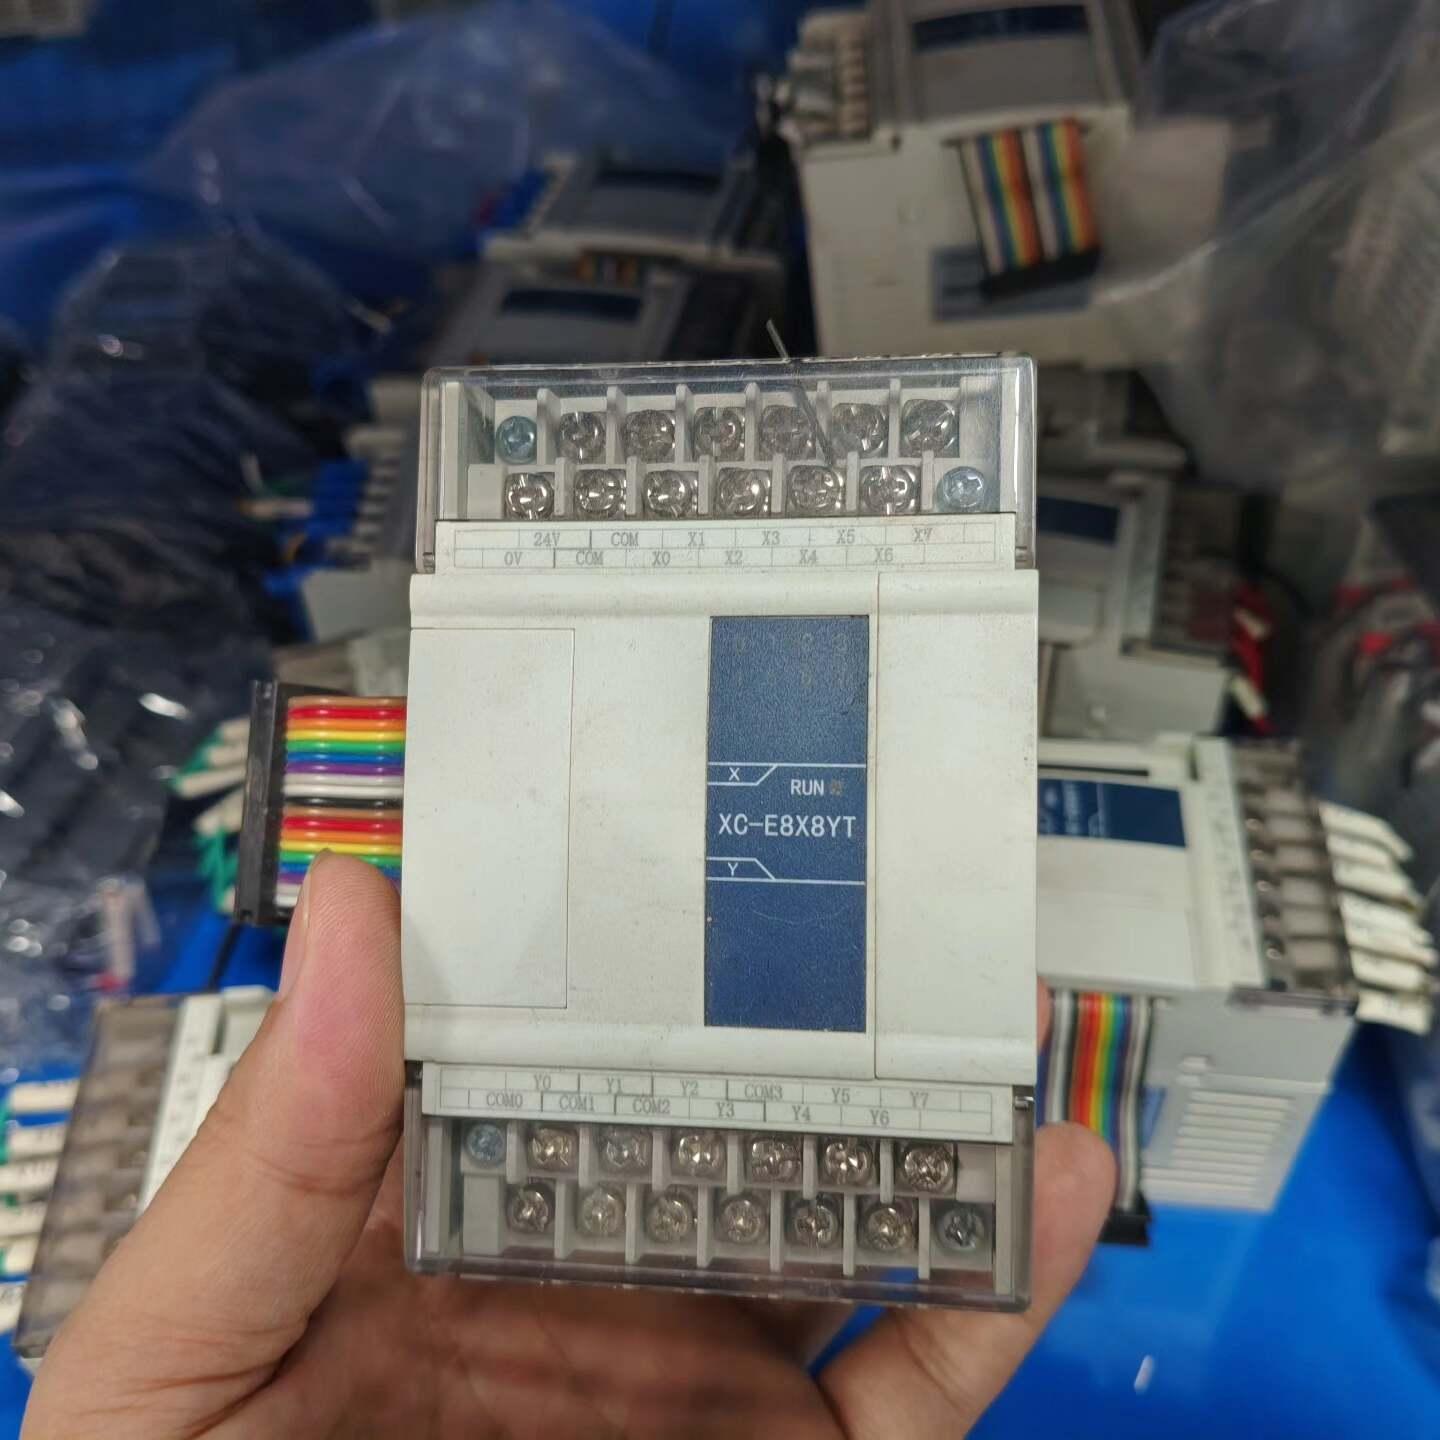 24V COM X1 X3 X5 X7
0V COM X0 X2 X4 X6
X
RUN
XC-E8X8YT
Y
Y0 Y1 Y2 COM3 Y5 Y7
COM0 COM1 COM2 Y3 Y4 Y6